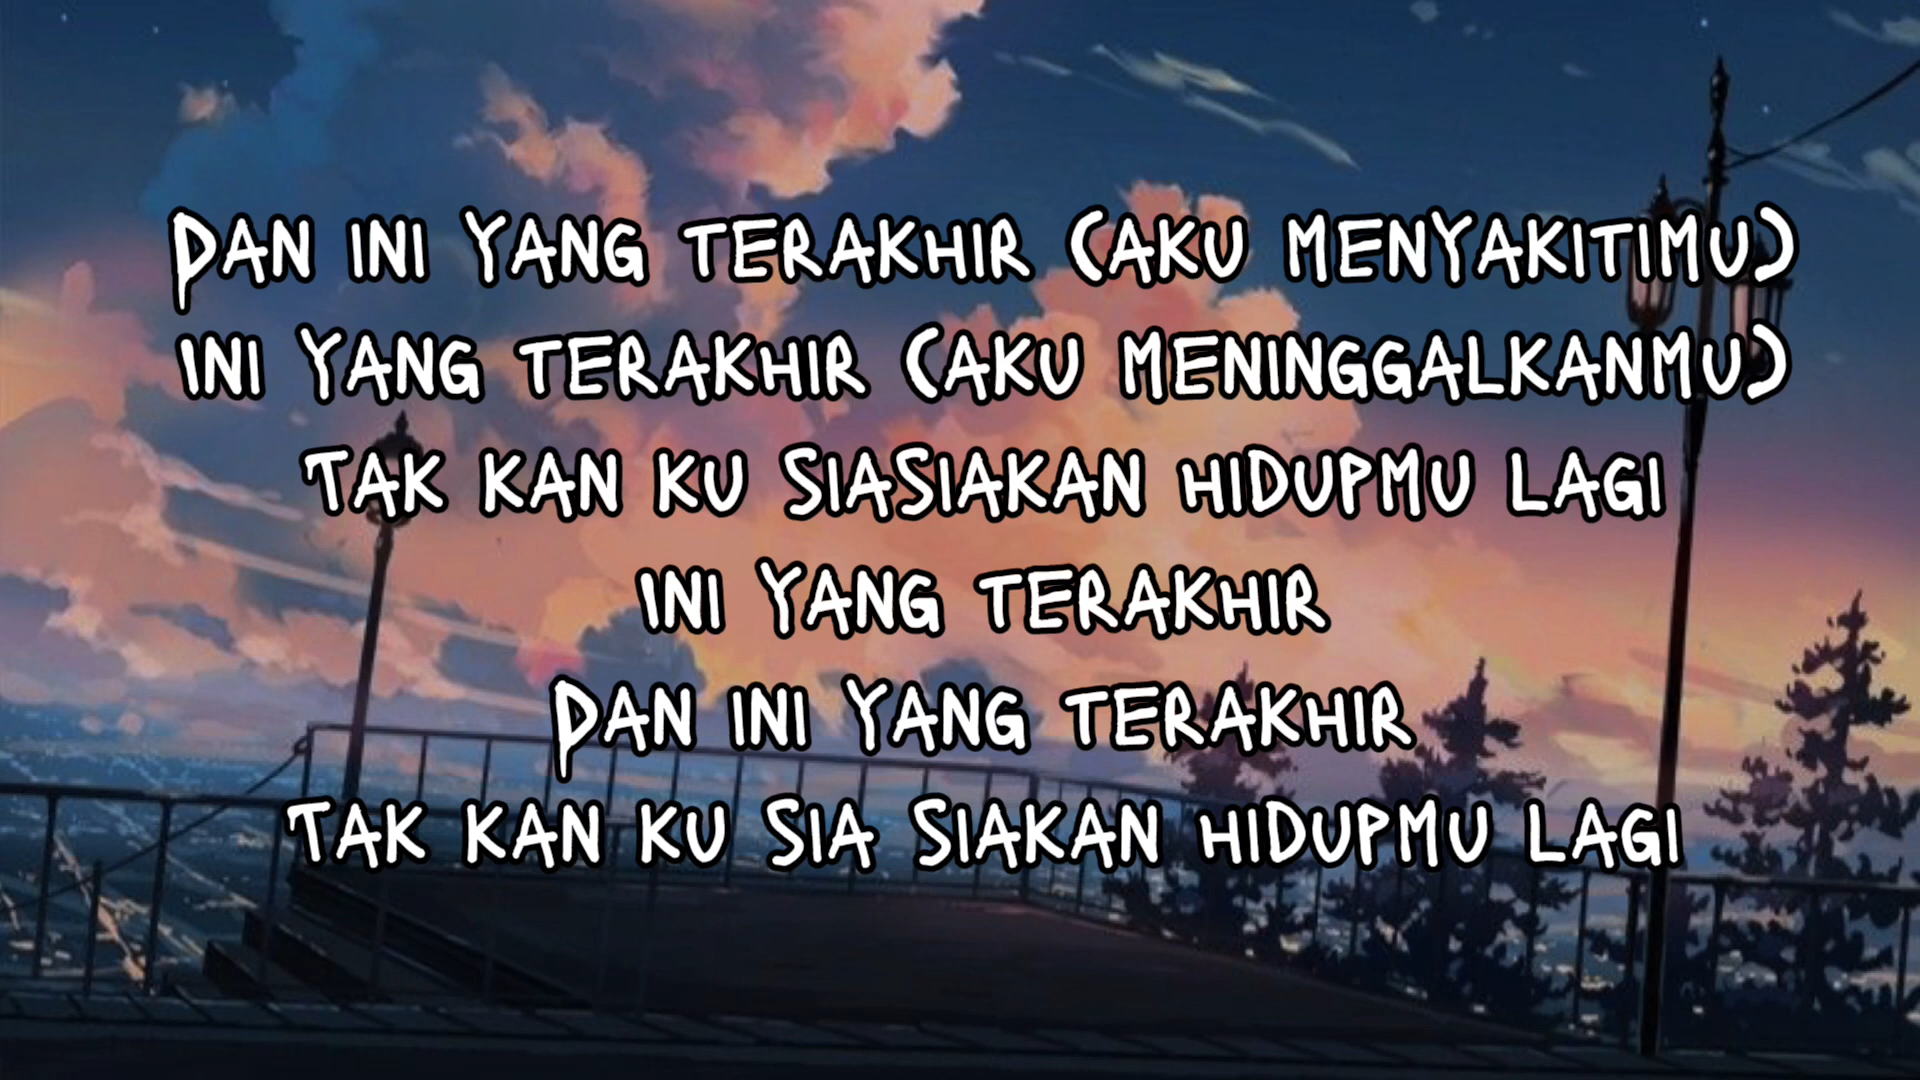 Dan ini yang terakhir (aku menyakitimu)
ini yang terakhir (aku meninggalkanmu)
Tak kan ku siasiakan hidupmu lagi
ini yang terakhir
Dan ini yang terakhir
Tak kan ku sia siakan hidupmu lagi